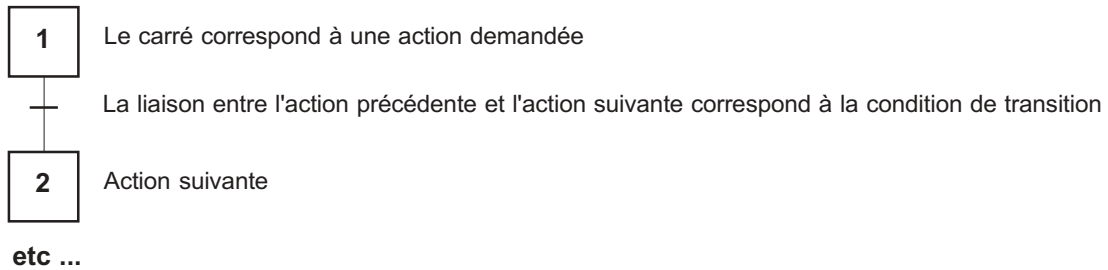 1 Le carré correspond à une action demandée
La liaison entre l'action précédente et l'action suivante correspond à la condition de transition
2 Action suivante
etc ...